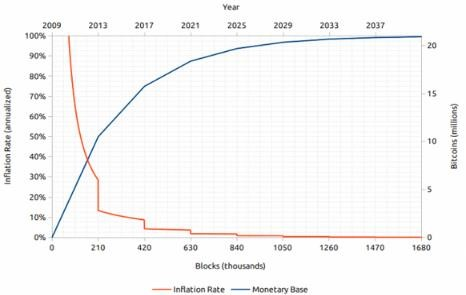 Year
2009 2013 2017 2021 2025 2029 2033 2037
100%
90%
80%
70%
60%
50%
40%
30%
20%
10%
0%
Inflation Rate (annualized)
20
15
10
5
0
Bitcoins (millions)
0 210 420 630 840 1050 1260 1470 1680
Blocks (thousands)
Inflation Rate Monetary Base